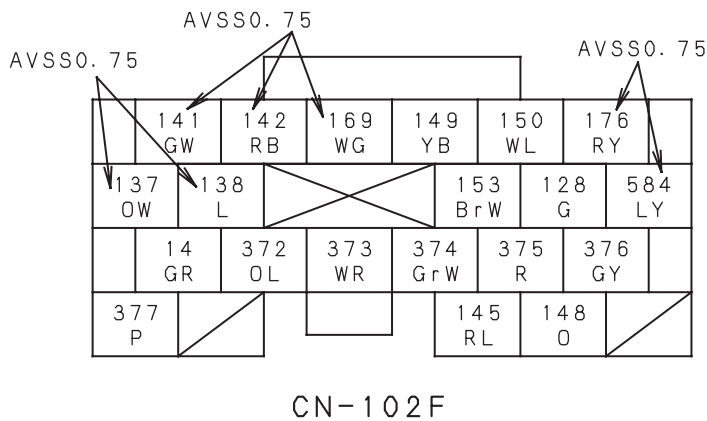 AVSS0.75
AVSS0.75
AVSS0.75
141 142 169 149 150 176
GW RB WG YB WL RY
137 138 153 128 584
OW L BrW G LY
14 372 373 374 375 376
GR OL WR GrW R GY
377 145 148
P RL O
CN-102F